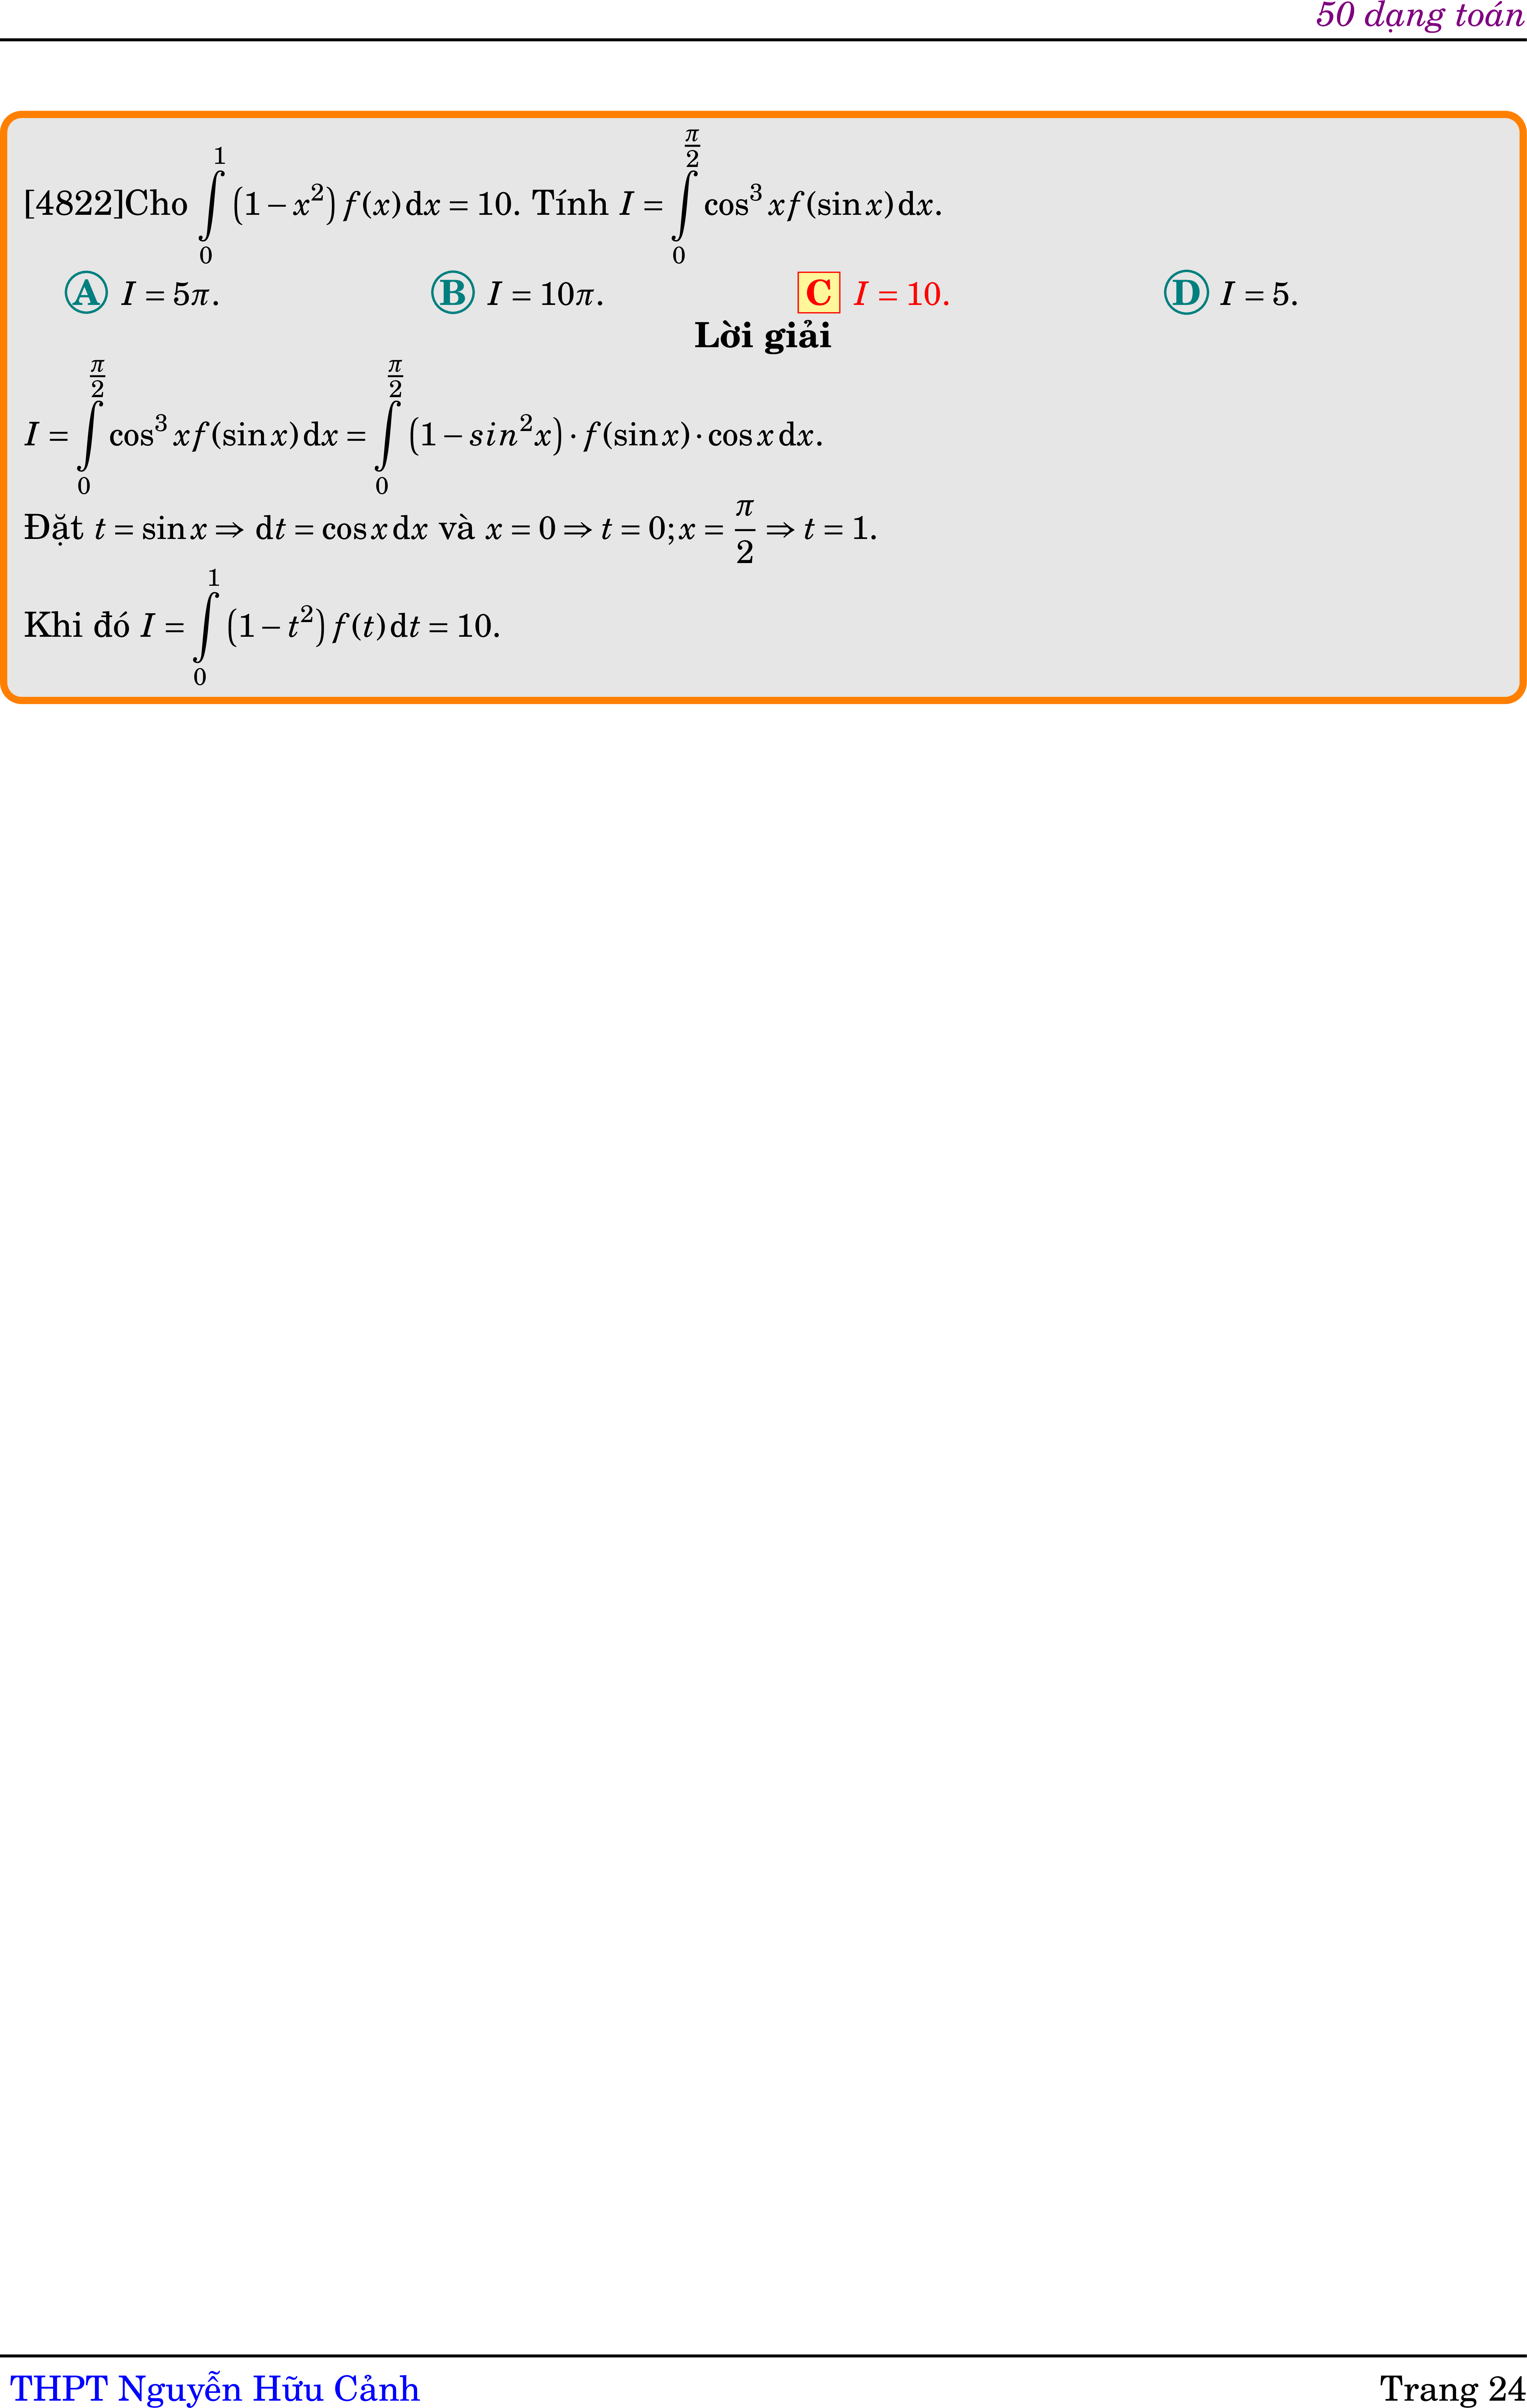 50 dạng toán
[4822]Cho $\int\limits_0^1 \left(1-x^2\right) f(x)\,\mathrm{d}x = 10$. Tính $I = \int\limits_0^{\frac{\pi}{2}} \cos^3 x f(\sin x)\,\mathrm{d}x$.
A $I = 5\pi$. B $I = 10\pi$. C $I = 10$. D $I = 5$.
Lời giải
$I = \int\limits_0^{\frac{\pi}{2}} \cos^3 x f(\sin x)\,\mathrm{d}x = \int\limits_0^{\frac{\pi}{2}} \left(1 - sin^2 x\right) \cdot f(\sin x) \cdot \cos x\,\mathrm{d}x$.
Đặt $t = \sin x \Rightarrow \mathrm{d}t = \cos x\,\mathrm{d}x$ và $x = 0 \Rightarrow t = 0; x = \dfrac{\pi}{2} \Rightarrow t = 1$.
Khi đó $I = \int\limits_0^1 \left(1 - t^2\right) f(t)\,\mathrm{d}t = 10$.
THPT Nguyễn Hữu Cảnh Trang 24